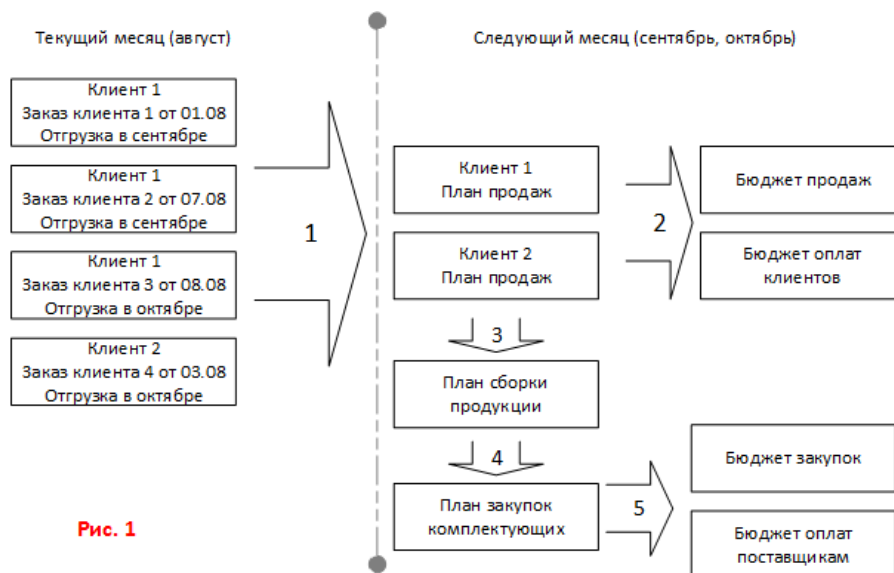 Текущий месяц (август)
Следующий месяц (сентябрь, октябрь)
Клиент 1
Заказ клиента 1 от 01.08
Отгрузка в сентябре
Клиент 1
Заказ клиента 2 от 07.08
Отгрузка в сентябре
Клиент 1
Заказ клиента 3 от 08.08
Отгрузка в октябре
Клиент 2
Заказ клиента 4 от 03.08
Отгрузка в октябре
1
Клиент 1
План продаж
Клиент 2
План продаж
2
Бюджет продаж
Бюджет оплат
клиентов
3
План сборки
продукции
4
План закупок
комплектующих
5
Бюджет закупок
Бюджет оплат
поставщикам
Рис. 1